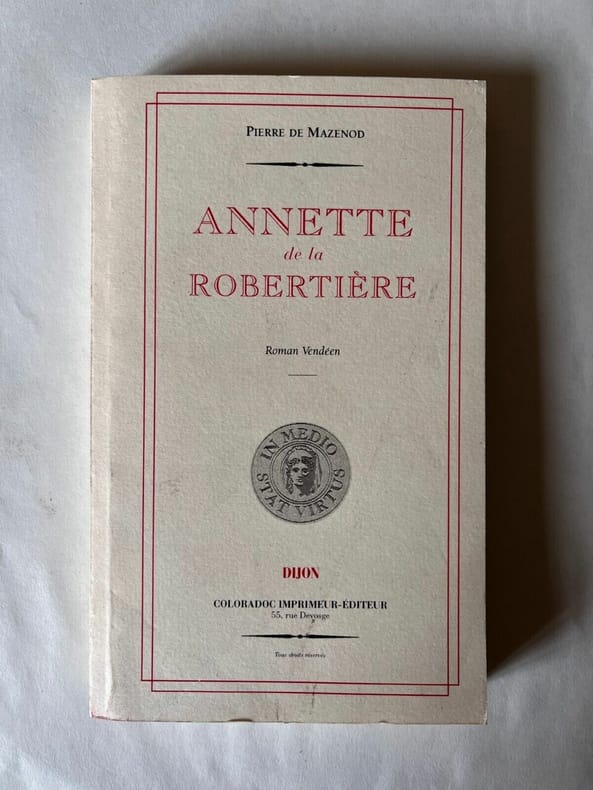 PIERRE DE MAZENOD
ANNETTE
de la
ROBERTIÈRE
Roman Vendéen
IN MEDIO
STAT VIRTUS
DIJON
COLORADOC IMPRIMEUR-ÉDITEUR
55, rue Devosge
Tous droits réservés